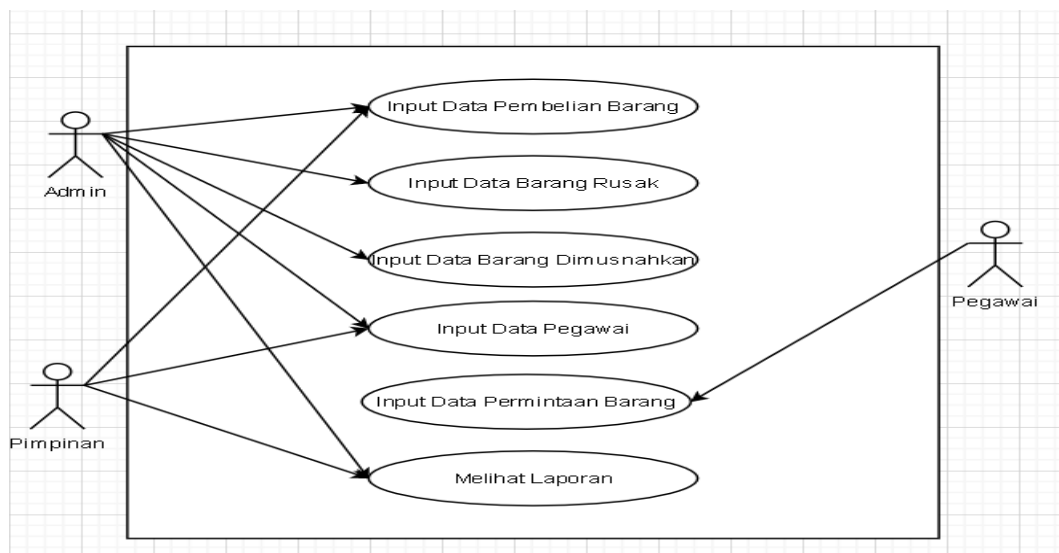 Input Data Pembelian Barang
Admin
Input Data Barang Rusak
Input Data Barang Dimusnahkan
Pegawai
Input Data Pegawai
Input Data Permintaan Barang
Pimpinan
Melihat Laporan